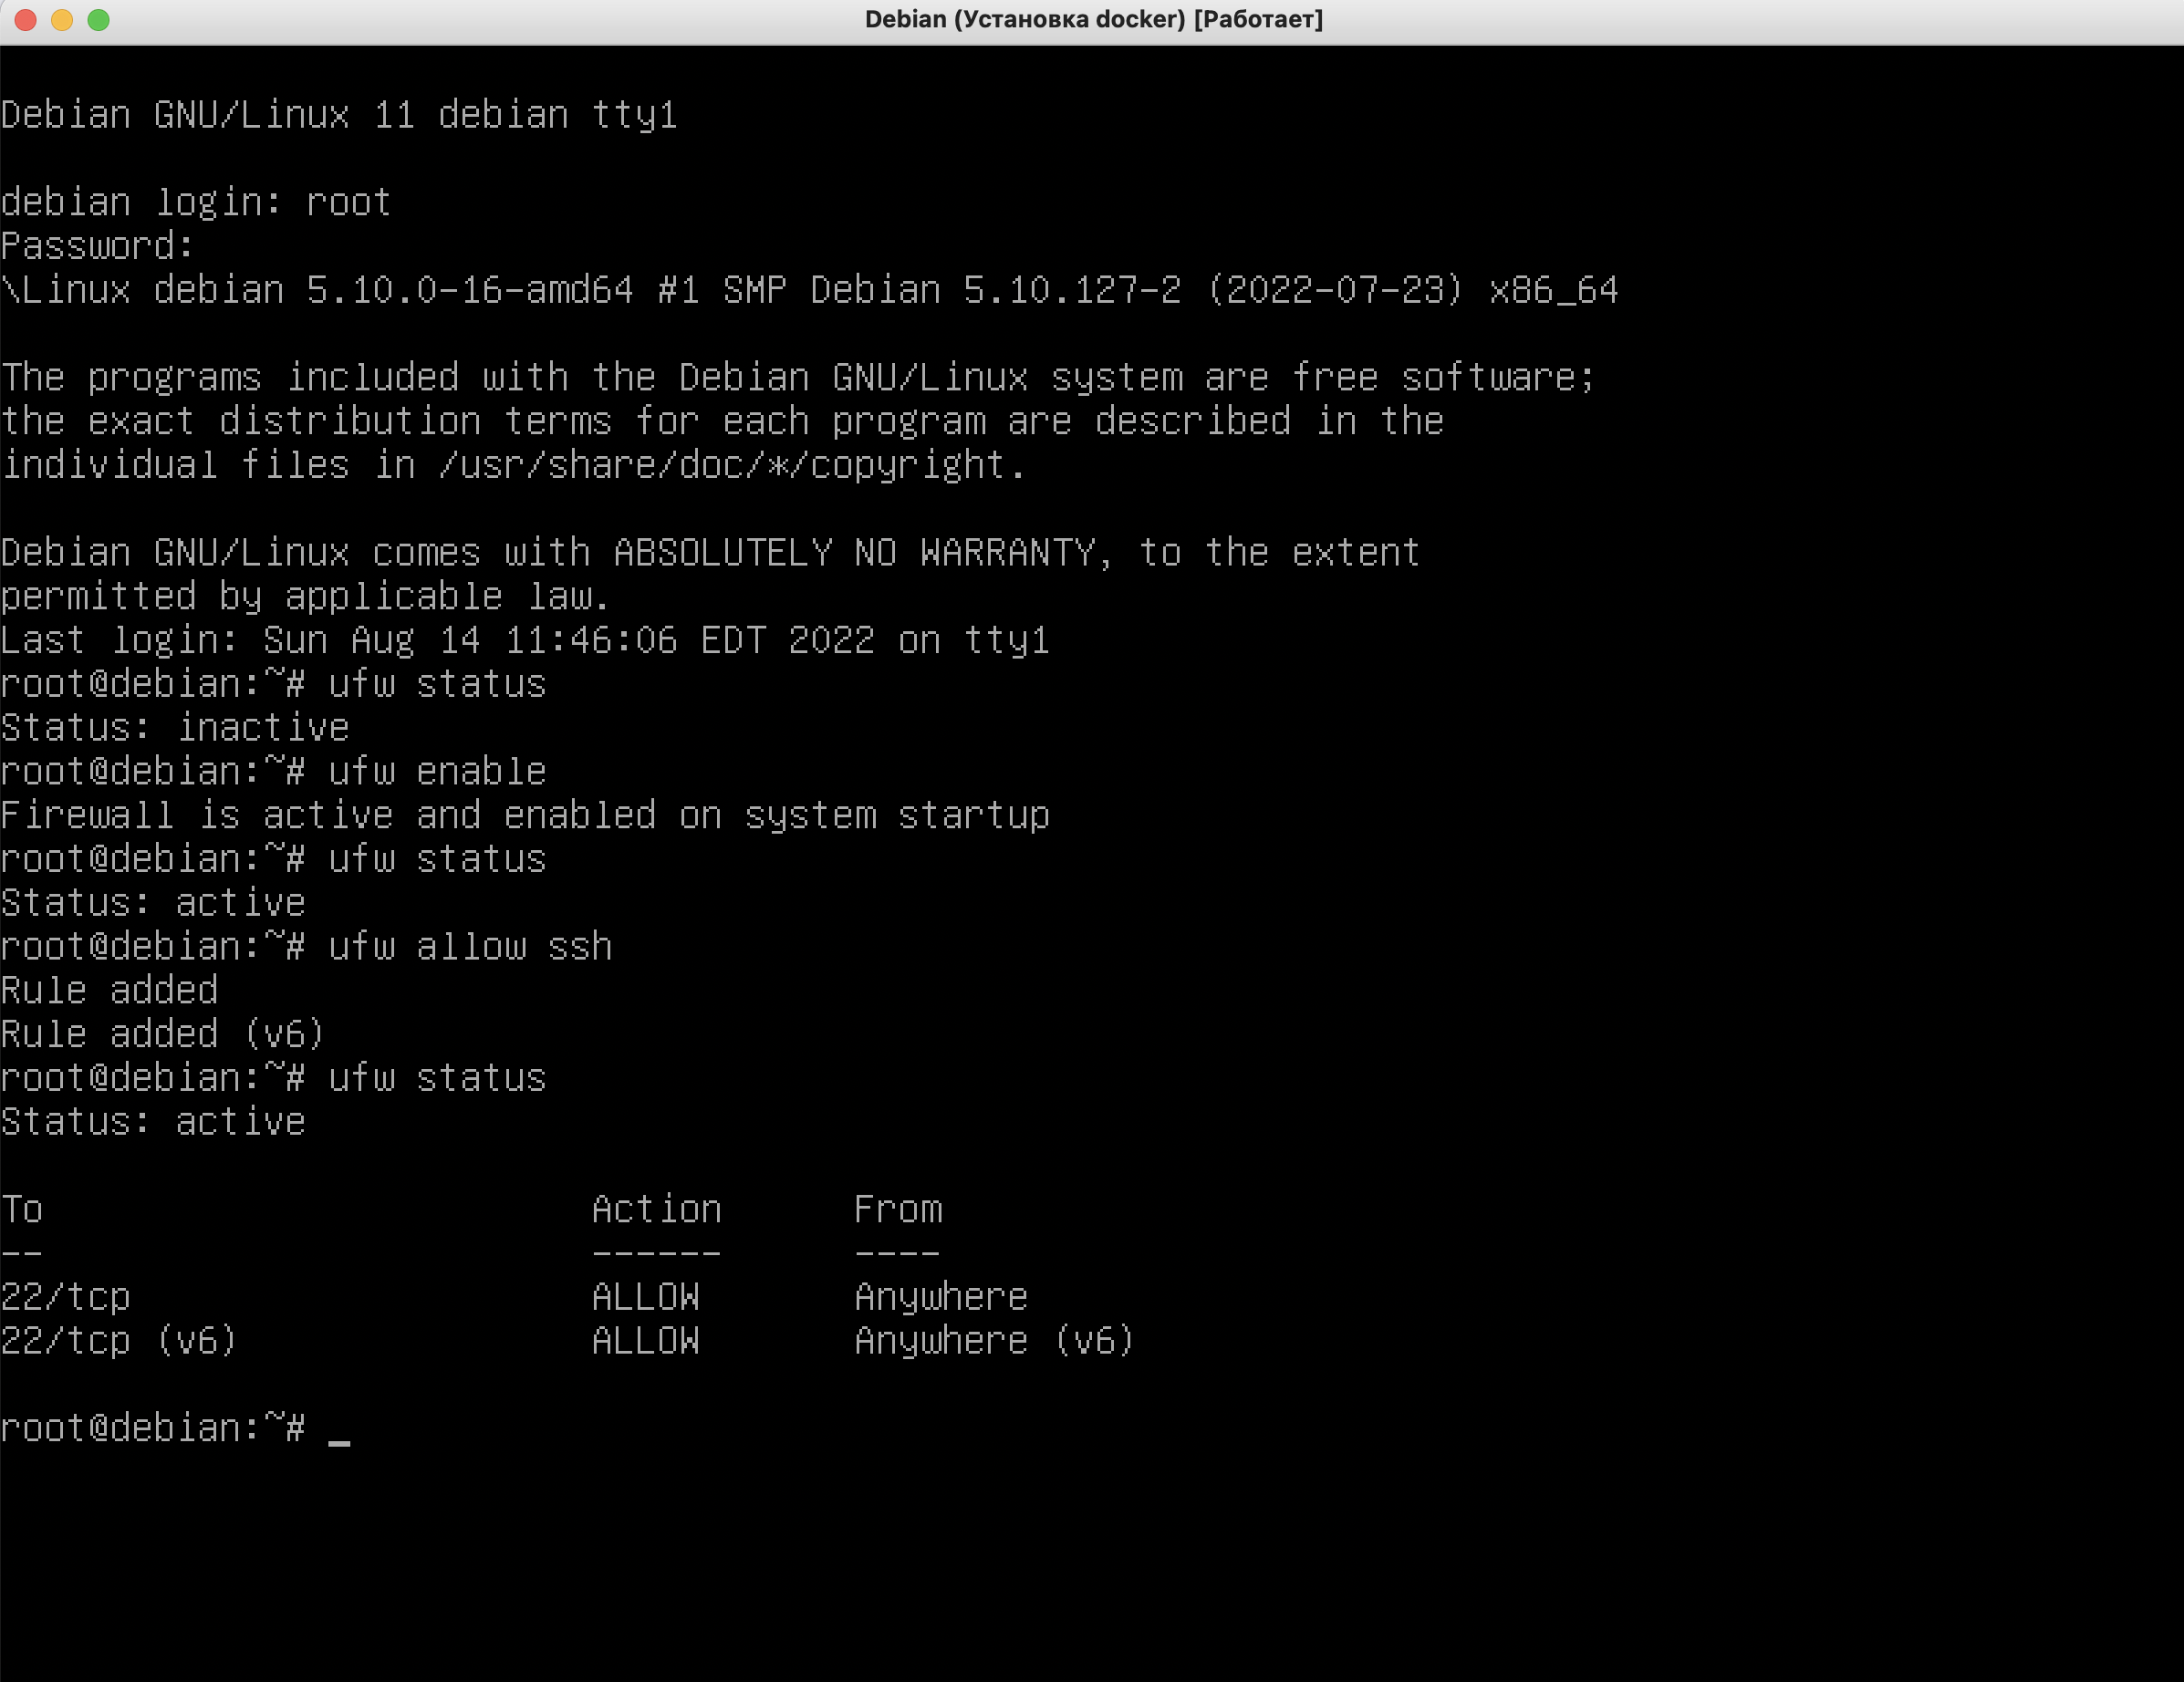 Debian (Установка docker) [Работает]
Debian GNU/Linux 11 debian tty1
debian login: root
Password:
\Linux debian 5.10.0-16-amd64 #1 SMP Debian 5.10.127-2 (2022-07-23) x86_64
The programs included with the Debian GNU/Linux system are free software;
the exact distribution terms for each program are described in the
individual files in /usr/share/doc/*/copyright.
Debian GNU/Linux comes with ABSOLUTELY NO WARRANTY, to the extent
permitted by applicable law.
Last login: Sun Aug 14 11:46:06 EDT 2022 on tty1
root@debian:~# ufw status
Status: inactive
root@debian:~# ufw enable
Firewall is active and enabled on system startup
root@debian:~# ufw status
Status: active
root@debian:~# ufw allow ssh
Rule added
Rule added (v6)
root@debian:~# ufw status
Status: active
To                         Action      From
--                         ------      ----
22/tcp                     ALLOW       Anywhere
22/tcp (v6)                ALLOW       Anywhere (v6)
root@debian:~# _